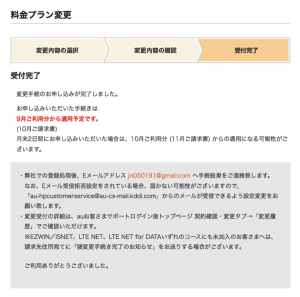 料金プラン変更
変更内容の選択
変更内容の確認
受付完了
受付完了
変更手続のお申し込みが完了しました。
お申し込みいただいた手続きは
9月ご利用分から適用予定です。
(10月ご請求書)
月末2日間にお申し込みいただいた場合は、10月ご利用分 (11月ご請求書) からの適用になる可能性がご
ざいます。
・弊社での登録処理後、Eメールアドレス jn050191@gmail.com へ手続結果をご連絡致します。
なお、Eメール受信拒否設定をされている場合、届かない可能性がございますので、
「au-hpcustomerservice@au-cs-mail.kddi.com」からのメールが受信できるよう設定変更をお
願い致します。
・変更受付の詳細は、auお客さまサポートログイン後トップページ 契約確認・変更タブ→「変更履
歴」でご確認いただけます。
※EZWIN／ISNET、LTE NET、LTE NET for DATAいずれのコースにも未加入のお客さまへは、
請求先住所宛てに「諸変更手続き完了のお知らせ」をお送りする場合がございます。
ご利用ありがとうございました。